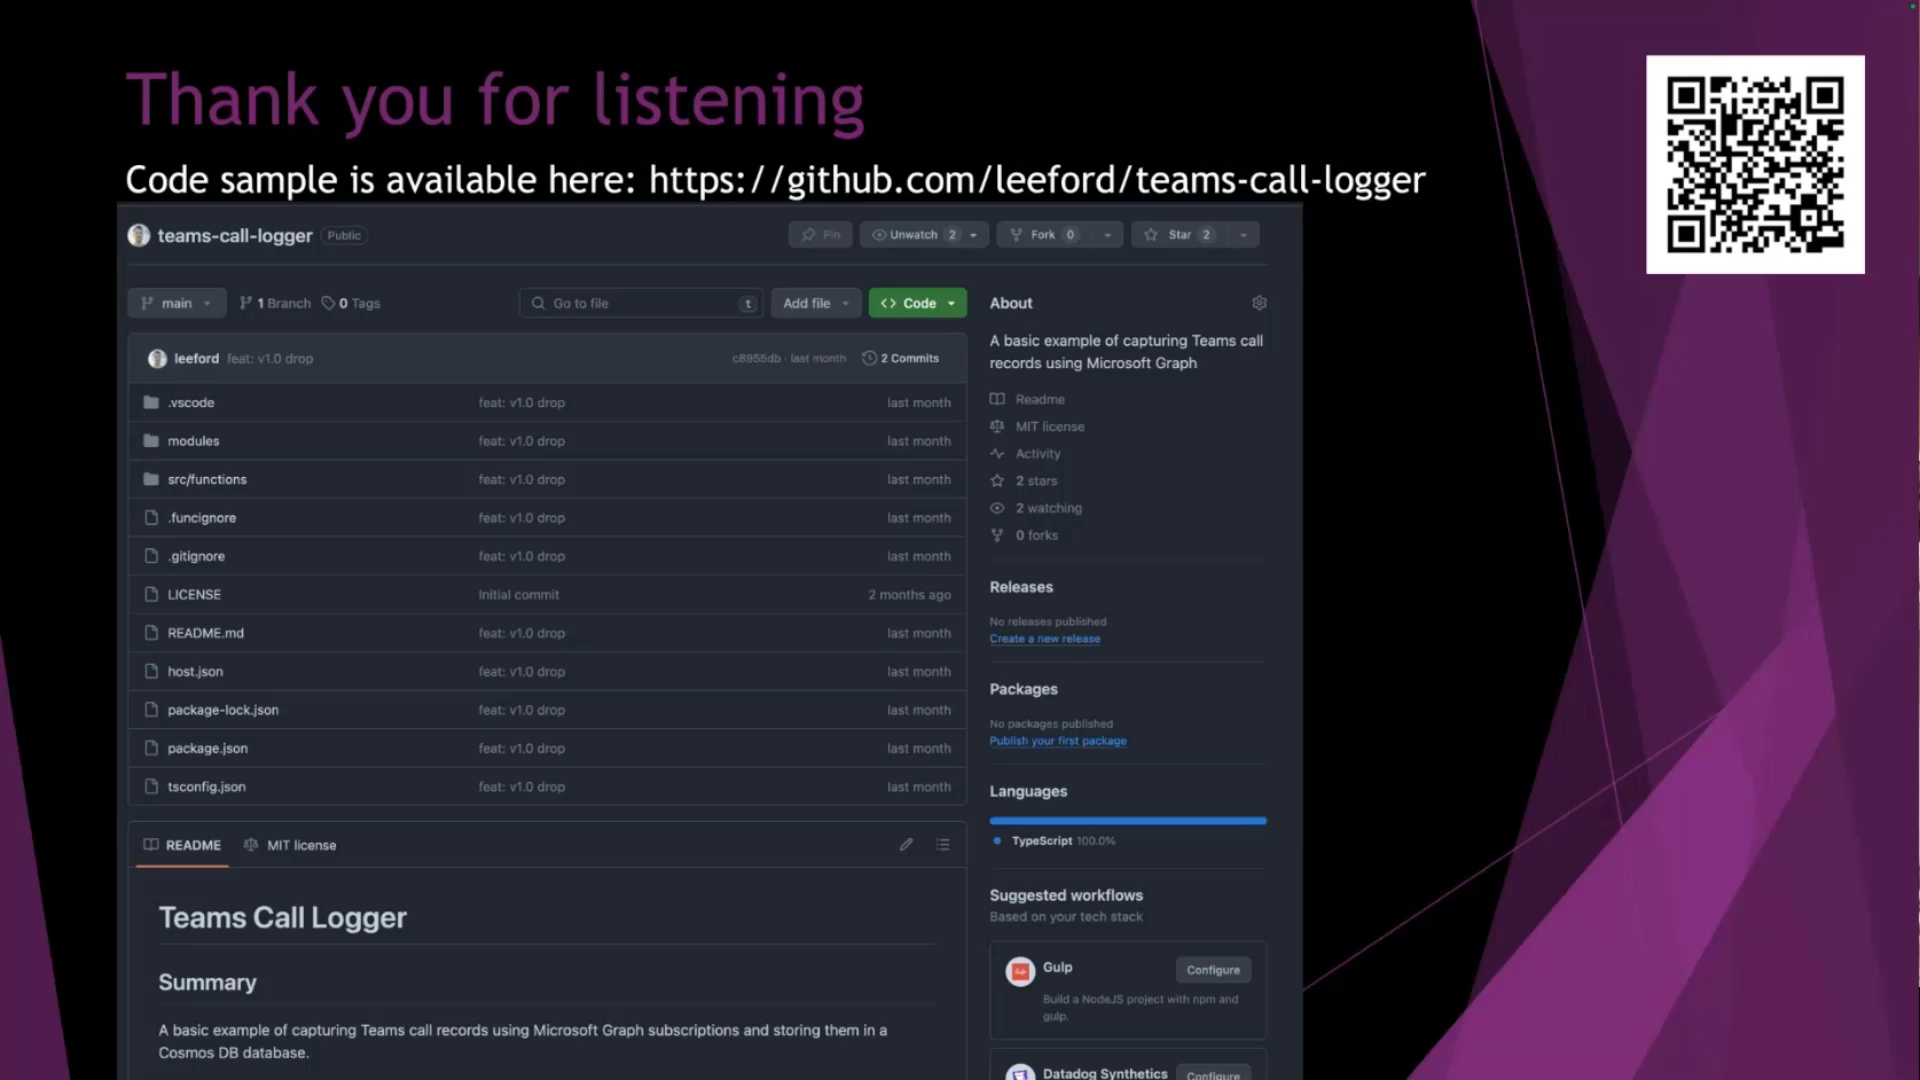 Thank you for listening
Code sample is available here: https://github.com/leeford/teams-call-logger
teams-call-logger Public
Pin Unwatch 2 Fork 0 Star 2
main 1 Branch 0 Tags Go to file t Add file Code
leeford feat: v1.0 drop c8955db · last month 2 Commits
.vscode feat: v1.0 drop last month
modules feat: v1.0 drop last month
src/functions feat: v1.0 drop last month
.funcignore feat: v1.0 drop last month
.gitignore feat: v1.0 drop last month
LICENSE Initial commit 2 months ago
README.md feat: v1.0 drop last month
host.json feat: v1.0 drop last month
package-lock.json feat: v1.0 drop last month
package.json feat: v1.0 drop last month
tsconfig.json feat: v1.0 drop last month
README MIT license
Teams Call Logger
Summary
A basic example of capturing Teams call records using Microsoft Graph subscriptions and storing them in a
Cosmos DB database.
About
A basic example of capturing Teams call
records using Microsoft Graph
Readme
MIT license
Activity
2 stars
2 watching
0 forks
Releases
No releases published
Create a new release
Packages
No packages published
Publish your first package
Languages
TypeScript 100.0%
Suggested workflows
Based on your tech stack
Gulp Configure
Build a NodeJS project with npm and
gulp.
Datadog Synthetics Configure